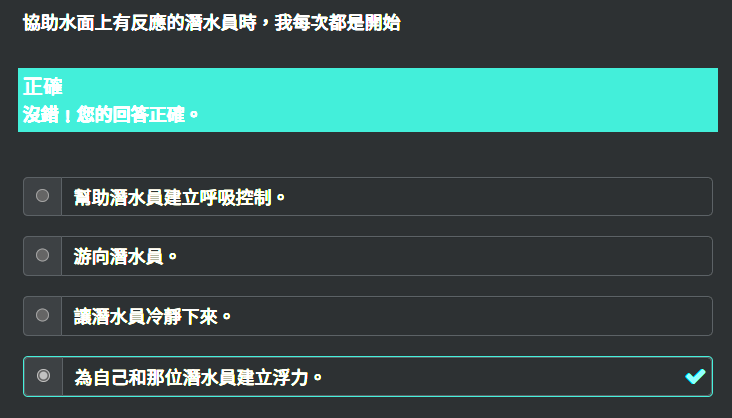 協助水面上有反應的潛水員時，我每次都是開始
正確
沒錯！您的回答正確。
幫助潛水員建立呼吸控制。
游向潛水員。
讓潛水員冷靜下來。
為自己和那位潛水員建立浮力。